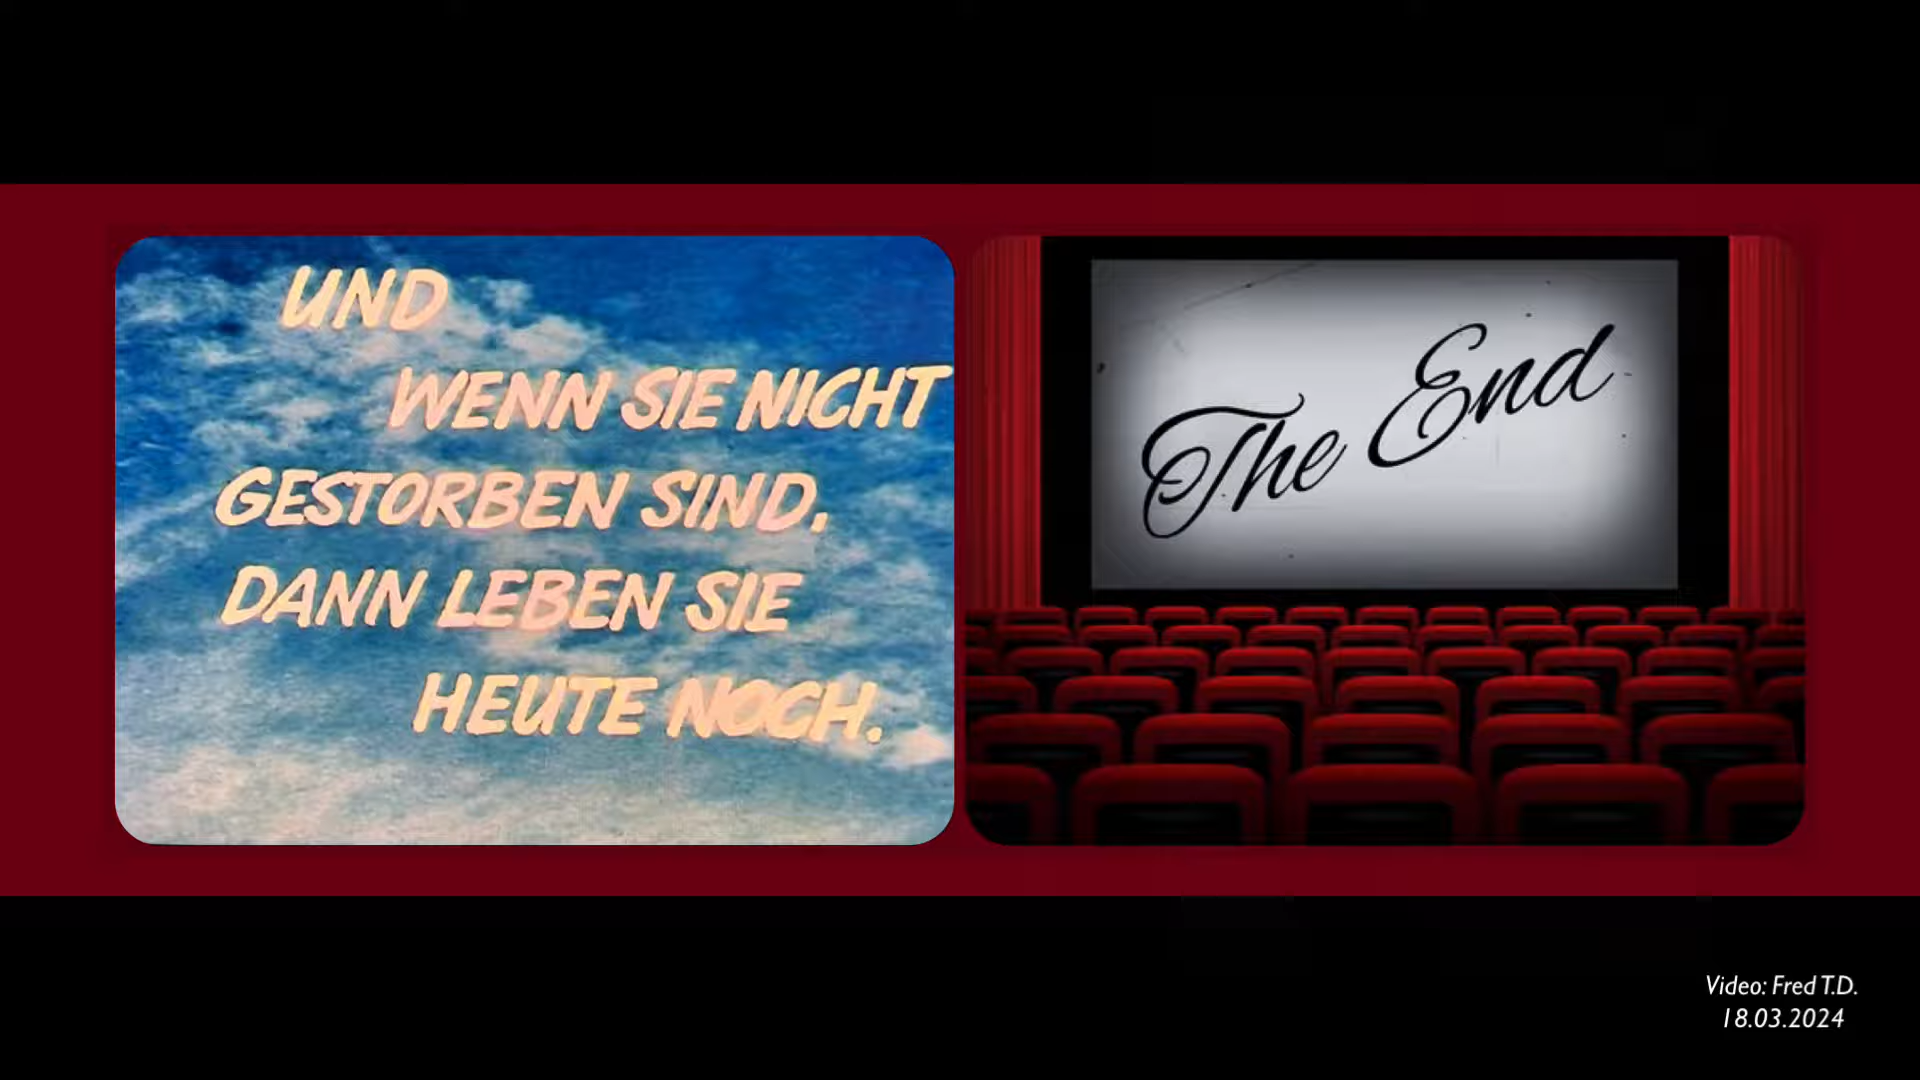 UND
WENN SIE NICHT
GESTORBEN SIND,
DANN LEBEN SIE
HEUTE NOCH.
The End
Video: Fred T.D.
18.03.2024